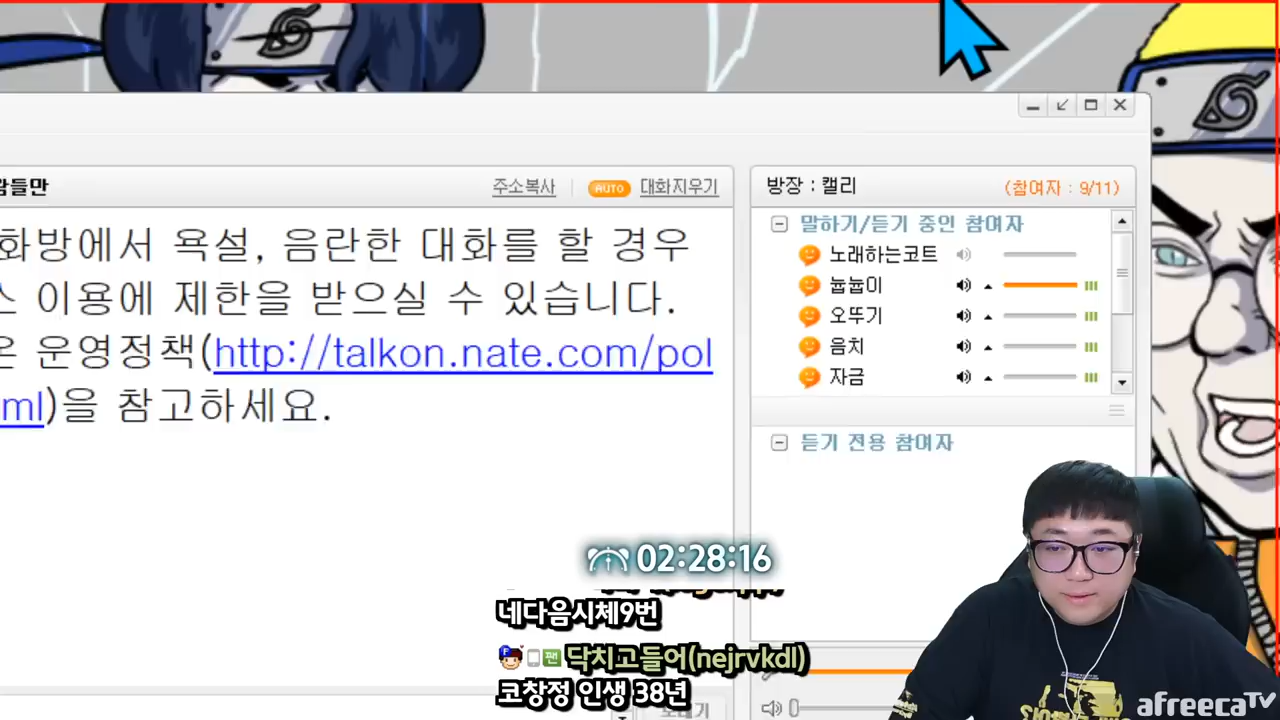 람들만
주소복사
AUTO
대화지우기
방장 : 캘리
(참여자 : 9/11)
화방에서 욕설, 음란한 대화를 할 경우
스 이용에 제한을 받으실 수 있습니다.
은 운영정책(http://talkon.nate.com/pol
ml)을 참고하세요.
말하기/듣기 중인 참여자
노래하는코트
눕눕이
오뚜기
음치
자금
듣기 전용 참여자
02:28:16
네다음시체9번
F 팬 닥치고들어(nejrvkdl)
코창정 인생 38년
afreecaTV